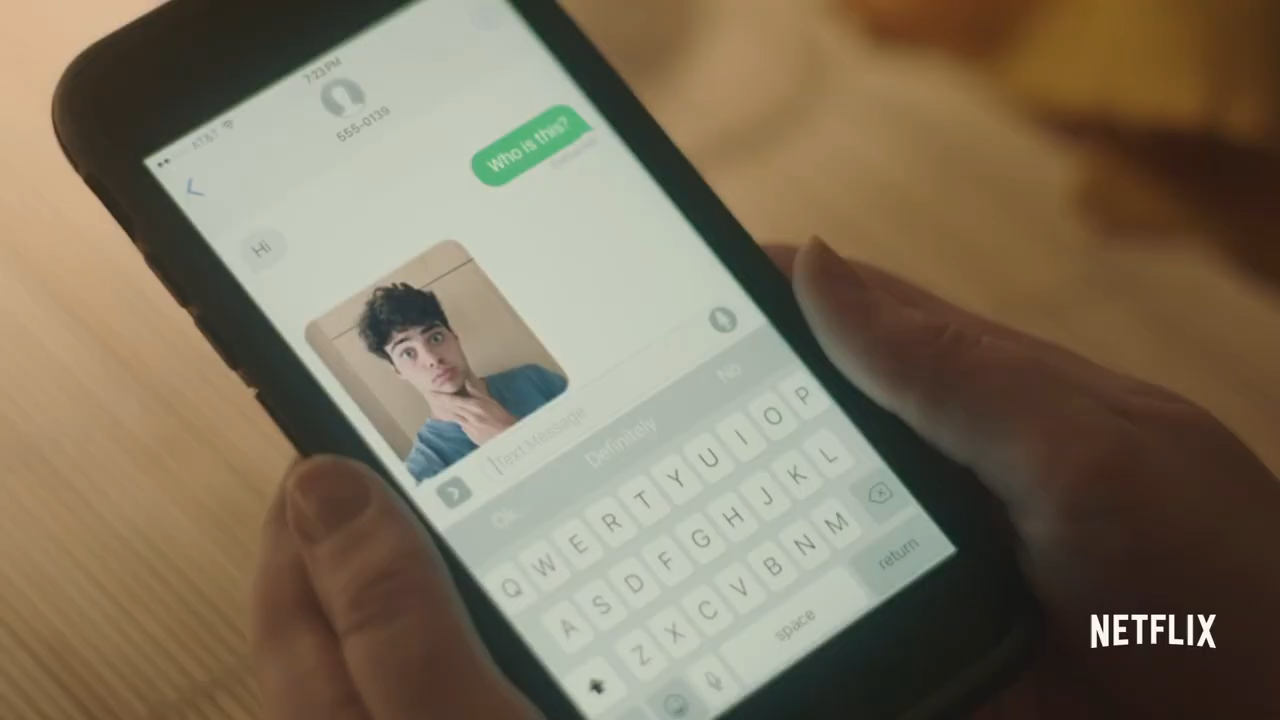 7:23 PM
AT&T
555-0139
Who is this?
Hi
Text Message
Ok
Definitely
No
Q W E R T Y U I O P
A S D F G H J K L
Z X C V B N M
space
return
NETFLIX